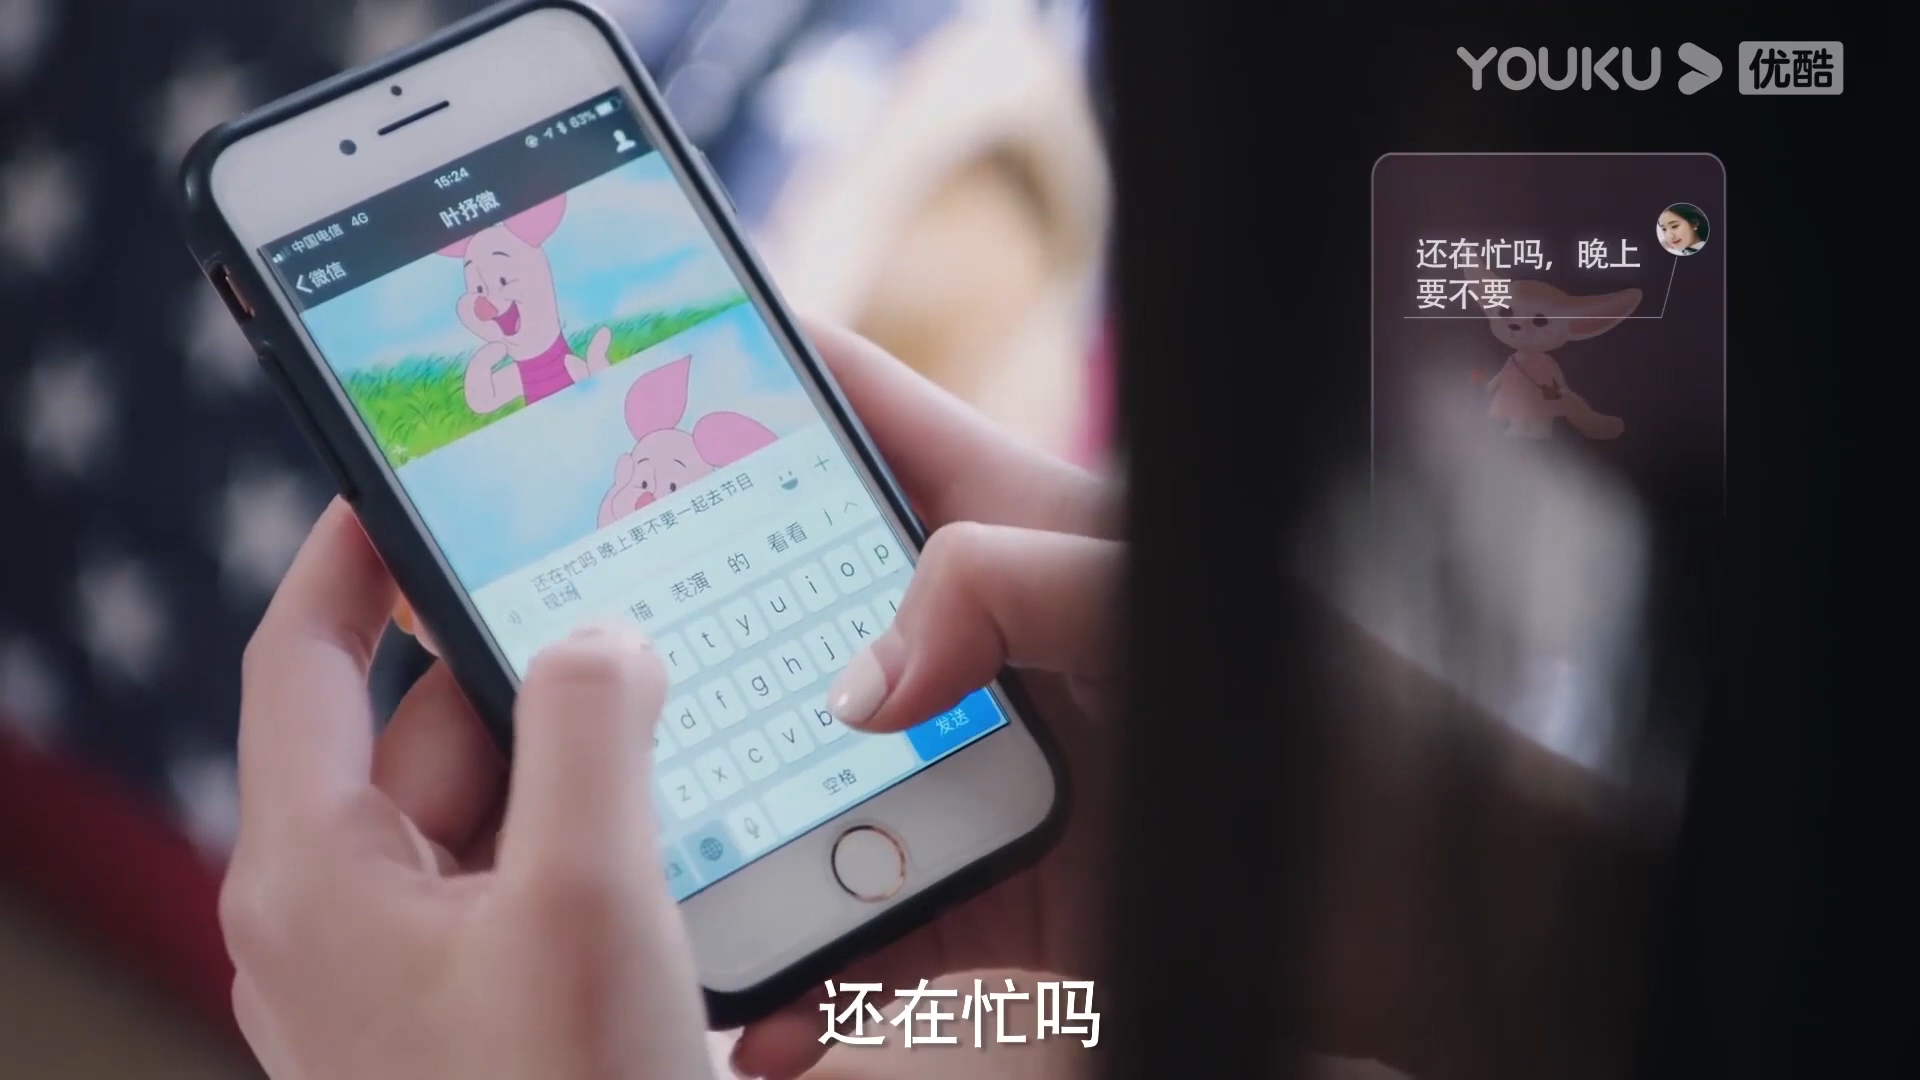 YOUKU 优酷
中国电信 4G
15:24
63%
微信
叶抒微
还在忙吗,晚上
要不要
还在忙吗 晚上要不要一起去节目
现场
播 表演 的 看看
r t y u i o p
d f g h j k l
z x c v b
空格
发送
还在忙吗